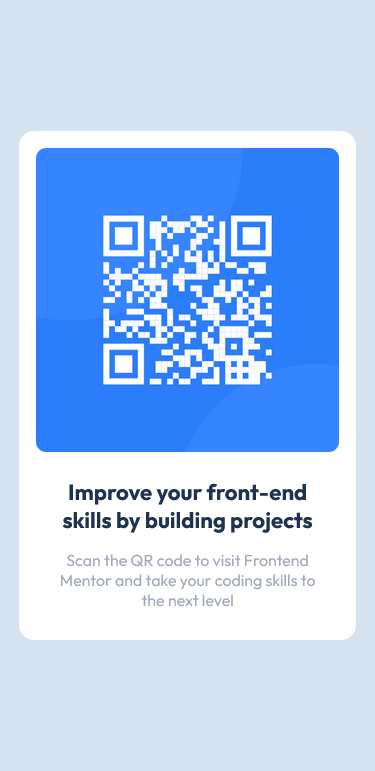 Improve your front-end
skills by building projects
Scan the QR code to visit Frontend
Mentor and take your coding skills to
the next level